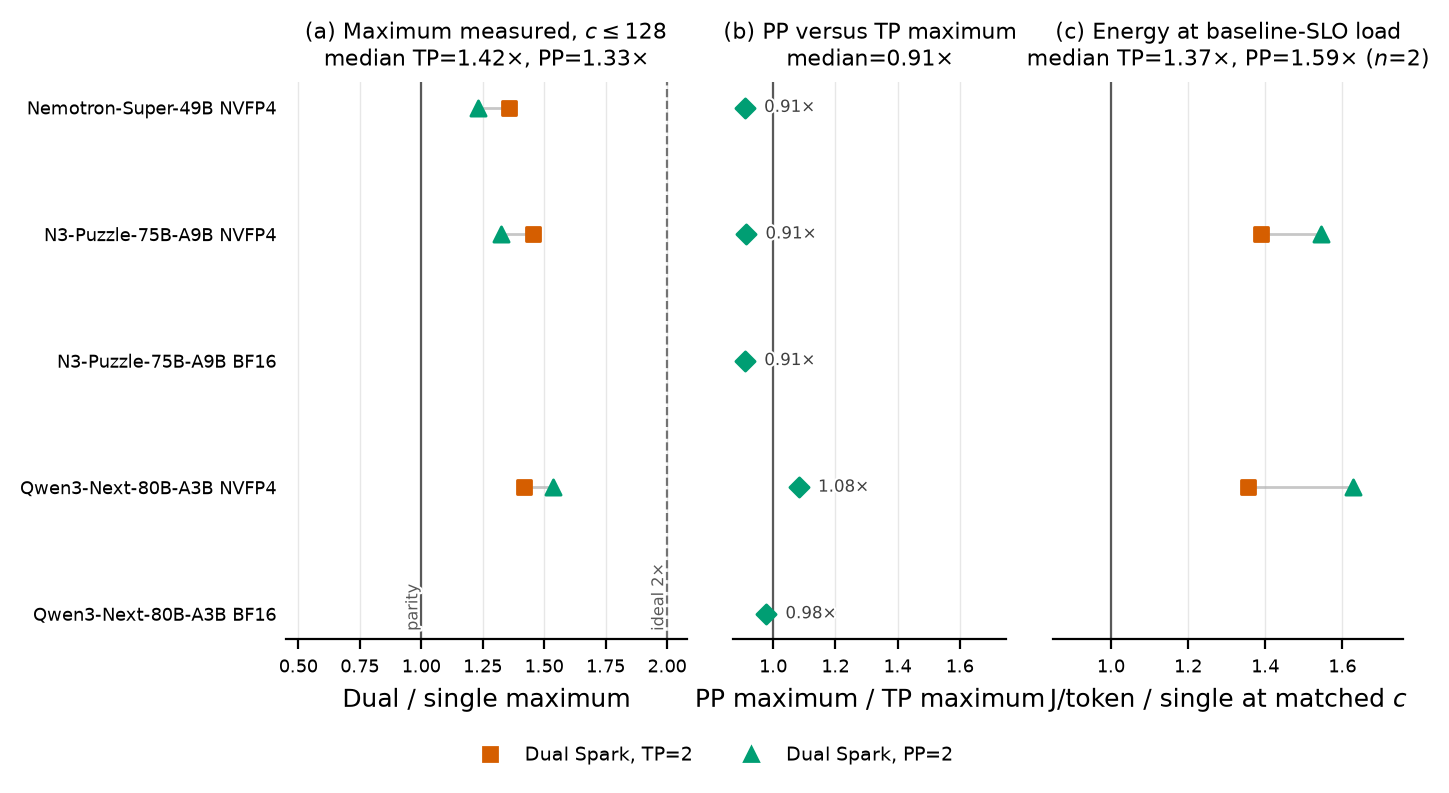 (a) Maximum measured, c ≤ 128
median TP=1.42×, PP=1.33×
(b) PP versus TP maximum
median=0.91×
(c) Energy at baseline-SLO load
median TP=1.37×, PP=1.59× (n=2)
Nemotron-Super-49B NVFP4
N3-Puzzle-75B-A9B NVFP4
N3-Puzzle-75B-A9B BF16
Qwen3-Next-80B-A3B NVFP4
Qwen3-Next-80B-A3B BF16
parity
ideal 2×
0.91×
0.91×
0.91×
1.08×
0.98×
0.50 0.75 1.00 1.25 1.50 1.75 2.00
Dual / single maximum
1.0 1.2 1.4 1.6
PP maximum / TP maximum
1.0 1.2 1.4 1.6
J/token / single at matched c
Dual Spark, TP=2
Dual Spark, PP=2